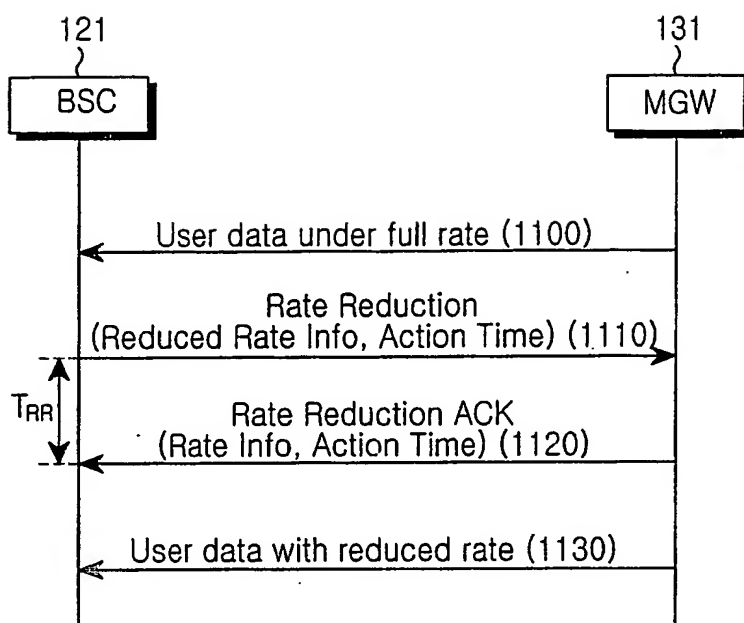 121
131
BSC
MGW
User data under full rate (1100)
Rate Reduction
(Reduced Rate Info, Action Time) (1110)
TRR
Rate Reduction ACK
(Rate Info, Action Time) (1120)
User data with reduced rate (1130)